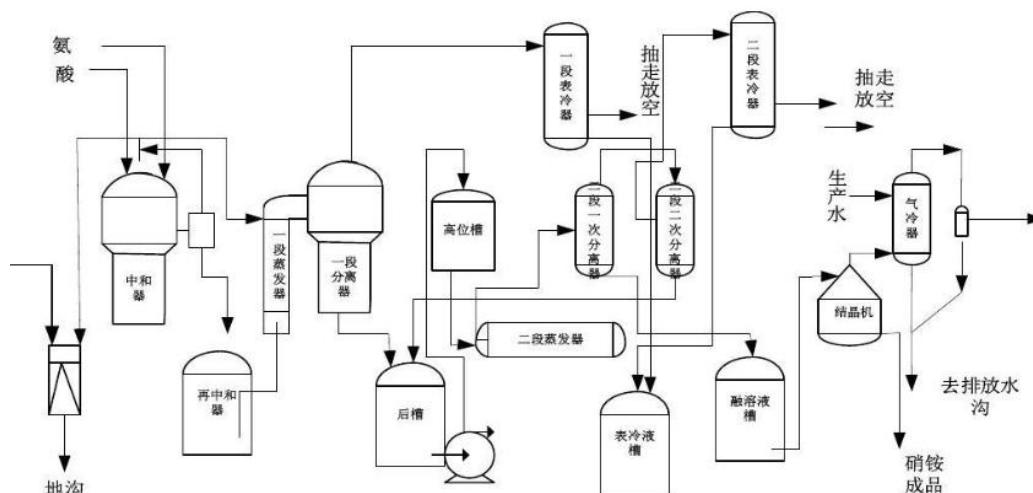 氨
酸
中和
器
再中和
器
地沟
一段蒸发器
一段
分离
器
后槽
高位槽
二段蒸发器
一段表冷器
抽走
放空
二段一次分离器
二段二次分离器
二段表冷器
抽走
放空
表冷液
槽
融溶液
槽
生产
水
气冷器
结晶机
去排放水
沟
硝铵
成品